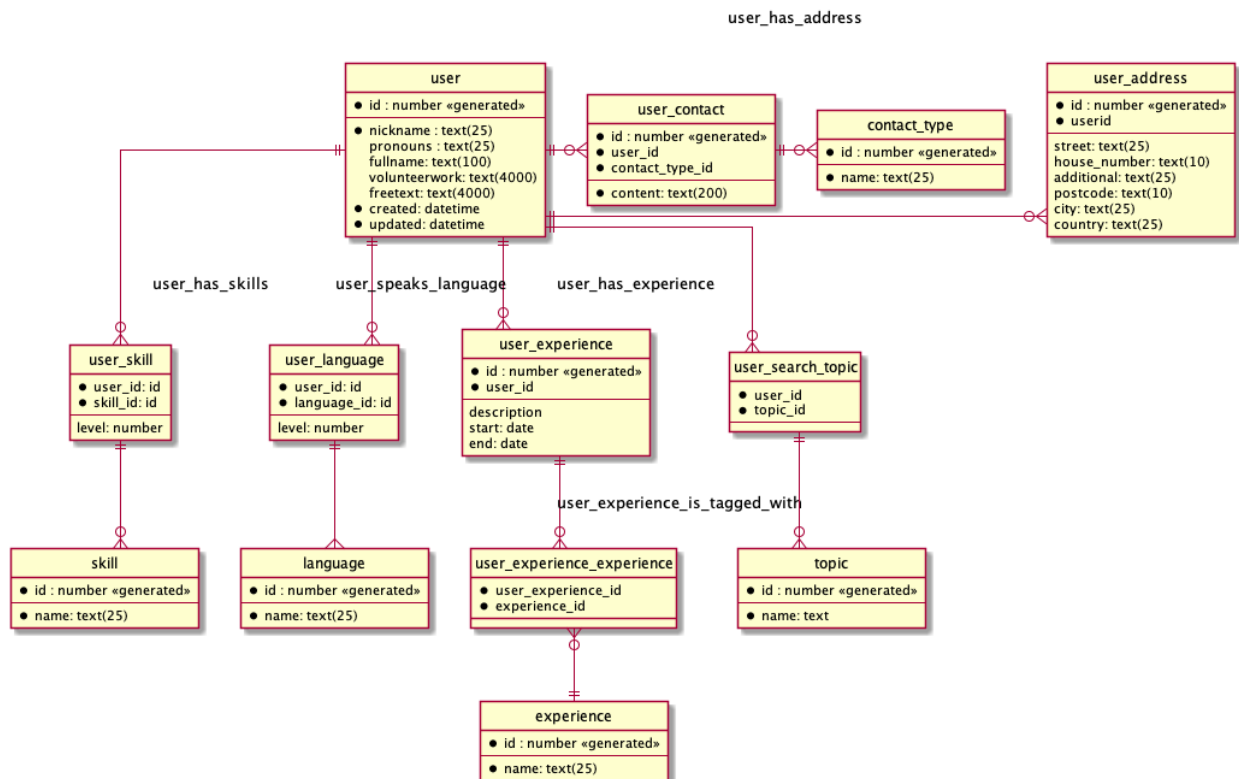 user_has_address
user
id : number «generated»
nickname : text(25)
pronouns : text(25)
fullname: text(100)
volunteerwork: text(4000)
freetext: text(4000)
created: datetime
updated: datetime
user_contact
id : number «generated»
user_id
contact_type_id
content: text(200)
contact_type
id : number «generated»
name: text(25)
user_address
id : number «generated»
userid
street: text(25)
house_number: text(10)
additional: text(25)
postcode: text(10)
city: text(25)
country: text(25)
user_has_skills
user_speaks_language
user_has_experience
user_skill
user_id: id
skill_id: id
level: number
user_language
user_id: id
language_id: id
level: number
user_experience
id : number «generated»
user_id
description
start: date
end: date
user_search_topic
user_id
topic_id
user_experience_is_tagged_with
skill
id : number «generated»
name: text(25)
language
id : number «generated»
name: text(25)
user_experience_experience
user_experience_id
experience_id
topic
id : number «generated»
name: text
experience
id : number «generated»
name: text(25)